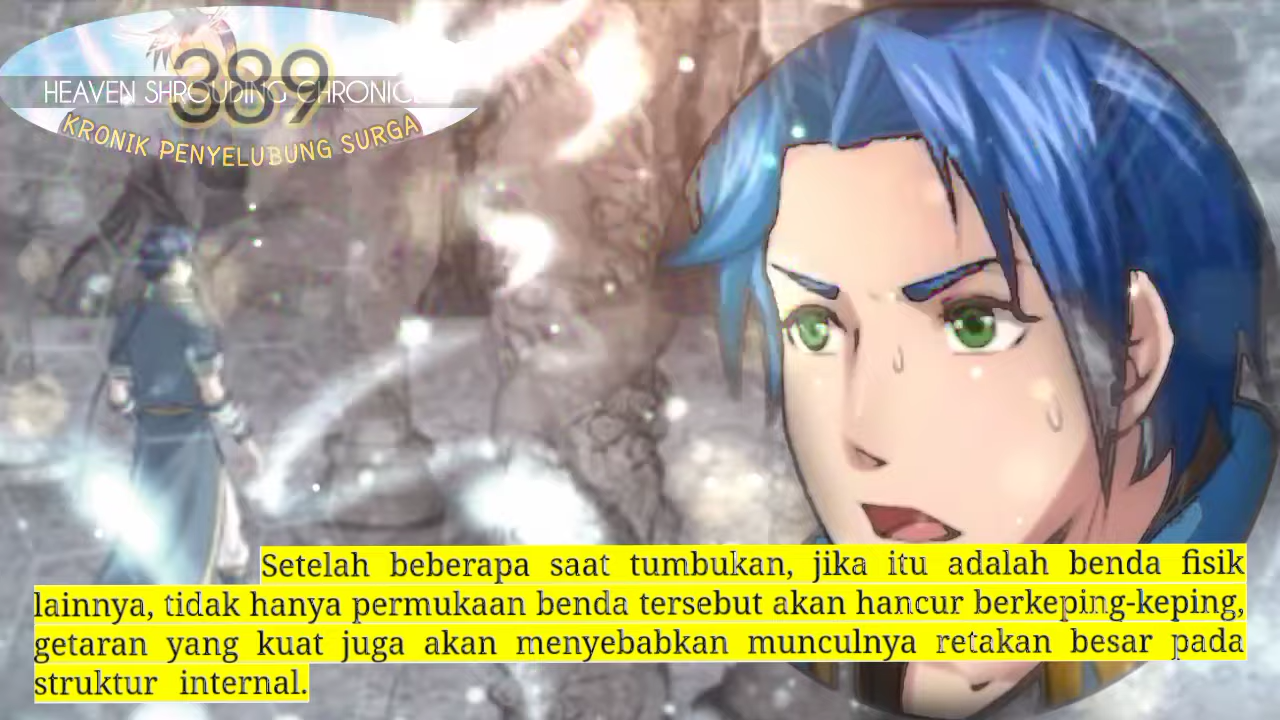 389
HEAVEN SHROUDING CHRONIC
KRONIK PENYELUBUNG SURGA
Setelah beberapa saat tumbukan, jika itu adalah benda fisik
lainnya, tidak hanya permukaan benda tersebut akan hancur berkeping-keping,
getaran yang kuat juga akan menyebabkan munculnya retakan besar pada
struktur internal.